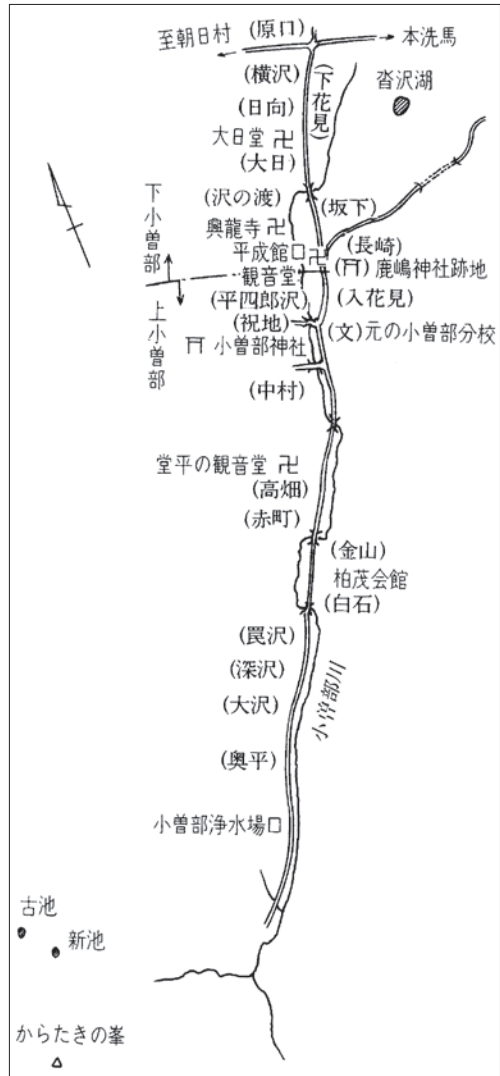 (原口)
至朝日村
本洗馬
(横沢)
(下花見)
沓沢湖
(日向)
大日堂 卍
(大日)
(沢の渡)
(坂下)
下小曽部
興龍寺 卍
平成館
卍
(長崎)
(⛩) 鹿嶋神社跡地
観音堂
上小曽部
(平四郎沢)
(入花見)
(祝地)
(文)元の小曽部分校
⛩ 小曽部神社
(中村)
堂平の観音堂 卍
(高畑)
(赤町)
(金山)
柏茂会館
(白石)
(罠沢)
小曽部川
(深沢)
(大沢)
(奥平)
小曽部浄水場
古池
新池
からたきの峯